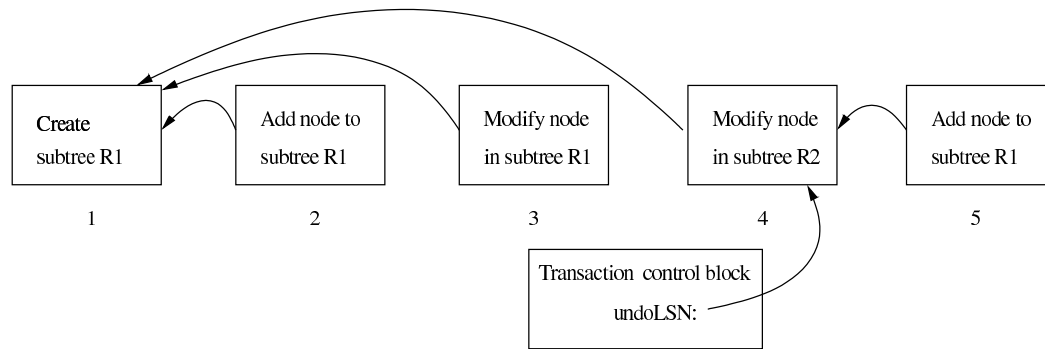 Create
subtree R1
Add node to
subtree R1
Modify node
in subtree R1
Modify node
in subtree R2
Add node to
subtree R1
1
2
3
4
5
Transaction control block
undoLSN: